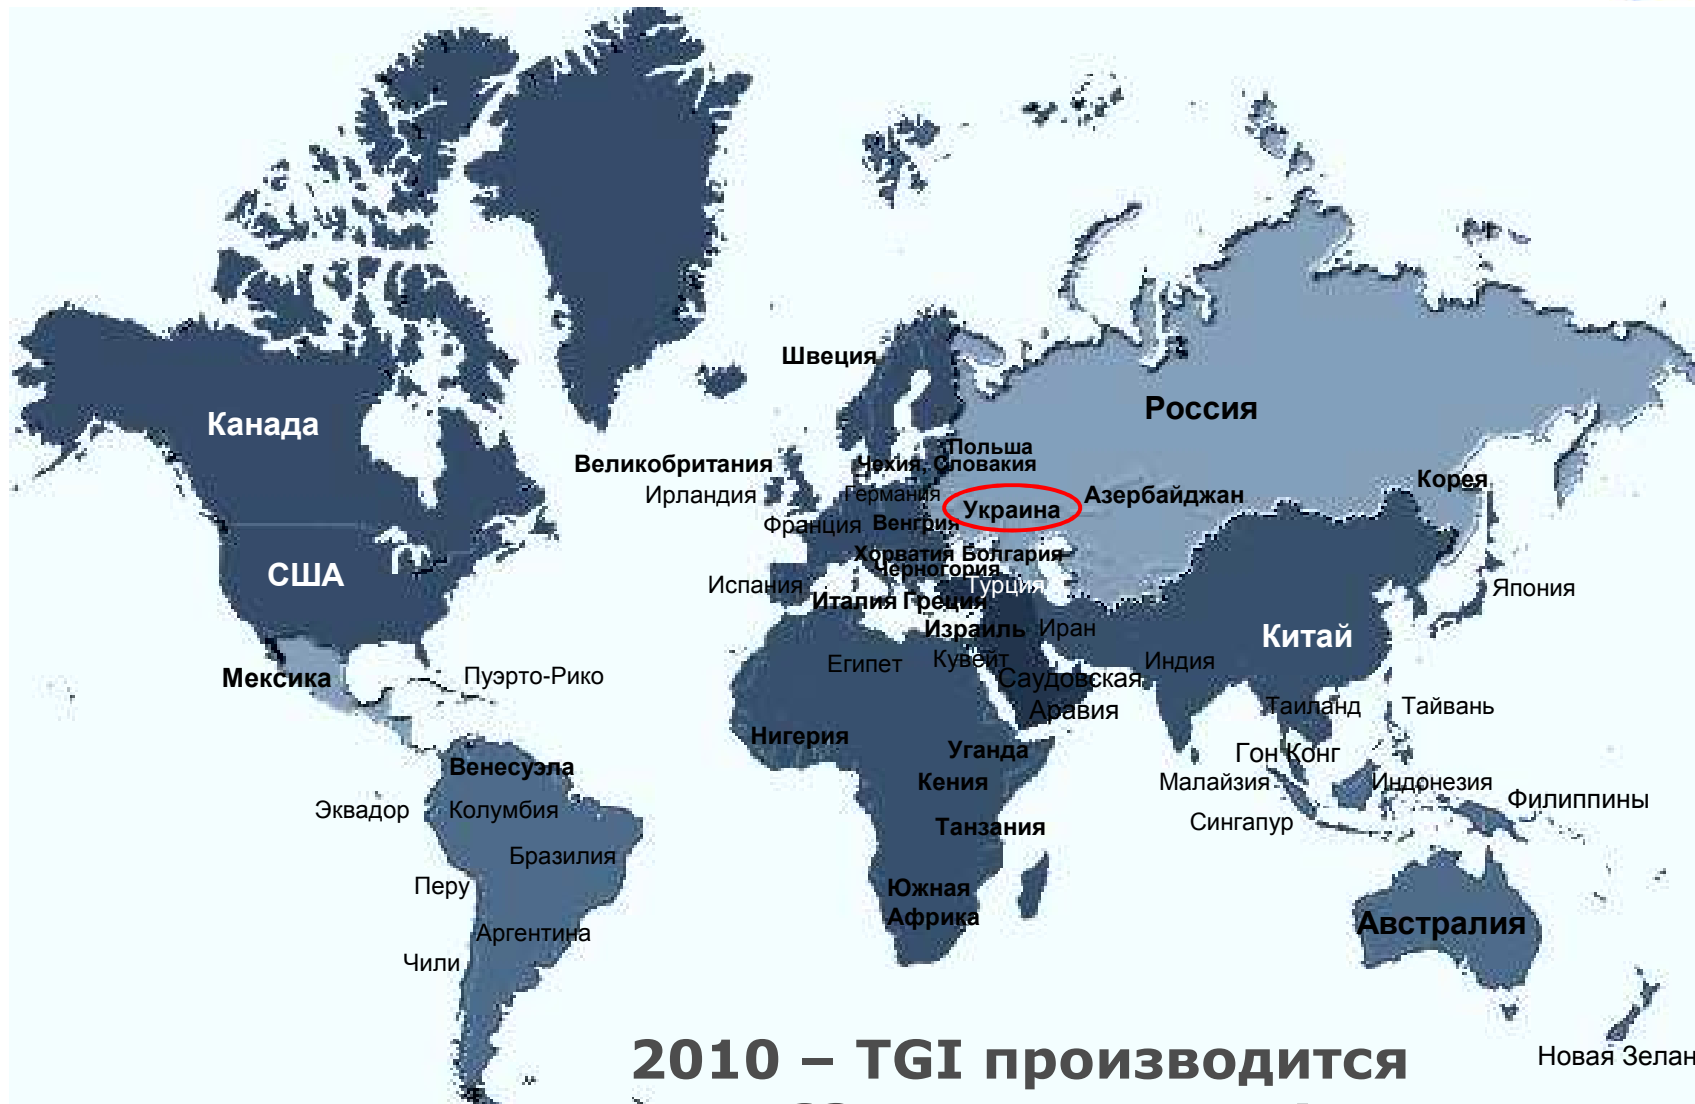 Швеция
Россия
Канада
Польша
Великобритания
Чехия, Словакия
Корея
Ирландия
Германия
Азербайджан
Украина
Франция
Венгрия
Хорватия Болгария
Черногория
США
Испания
Турция
Япония
Италия Греция
Израиль
Иран
Китай
Египет
Кувейт
Индия
Мексика
Пуэрто-Рико
Саудовская
Аравия
Таиланд
Тайвань
Нигерия
Уганда
Гон Конг
Венесуэла
Кения
Малайзия
Индонезия
Филиппины
Эквадор
Колумбия
Танзания
Сингапур
Бразилия
Перу
Южная
Африка
Австралия
Аргентина
Чили
2010 – TGI производится
Новая Зелан